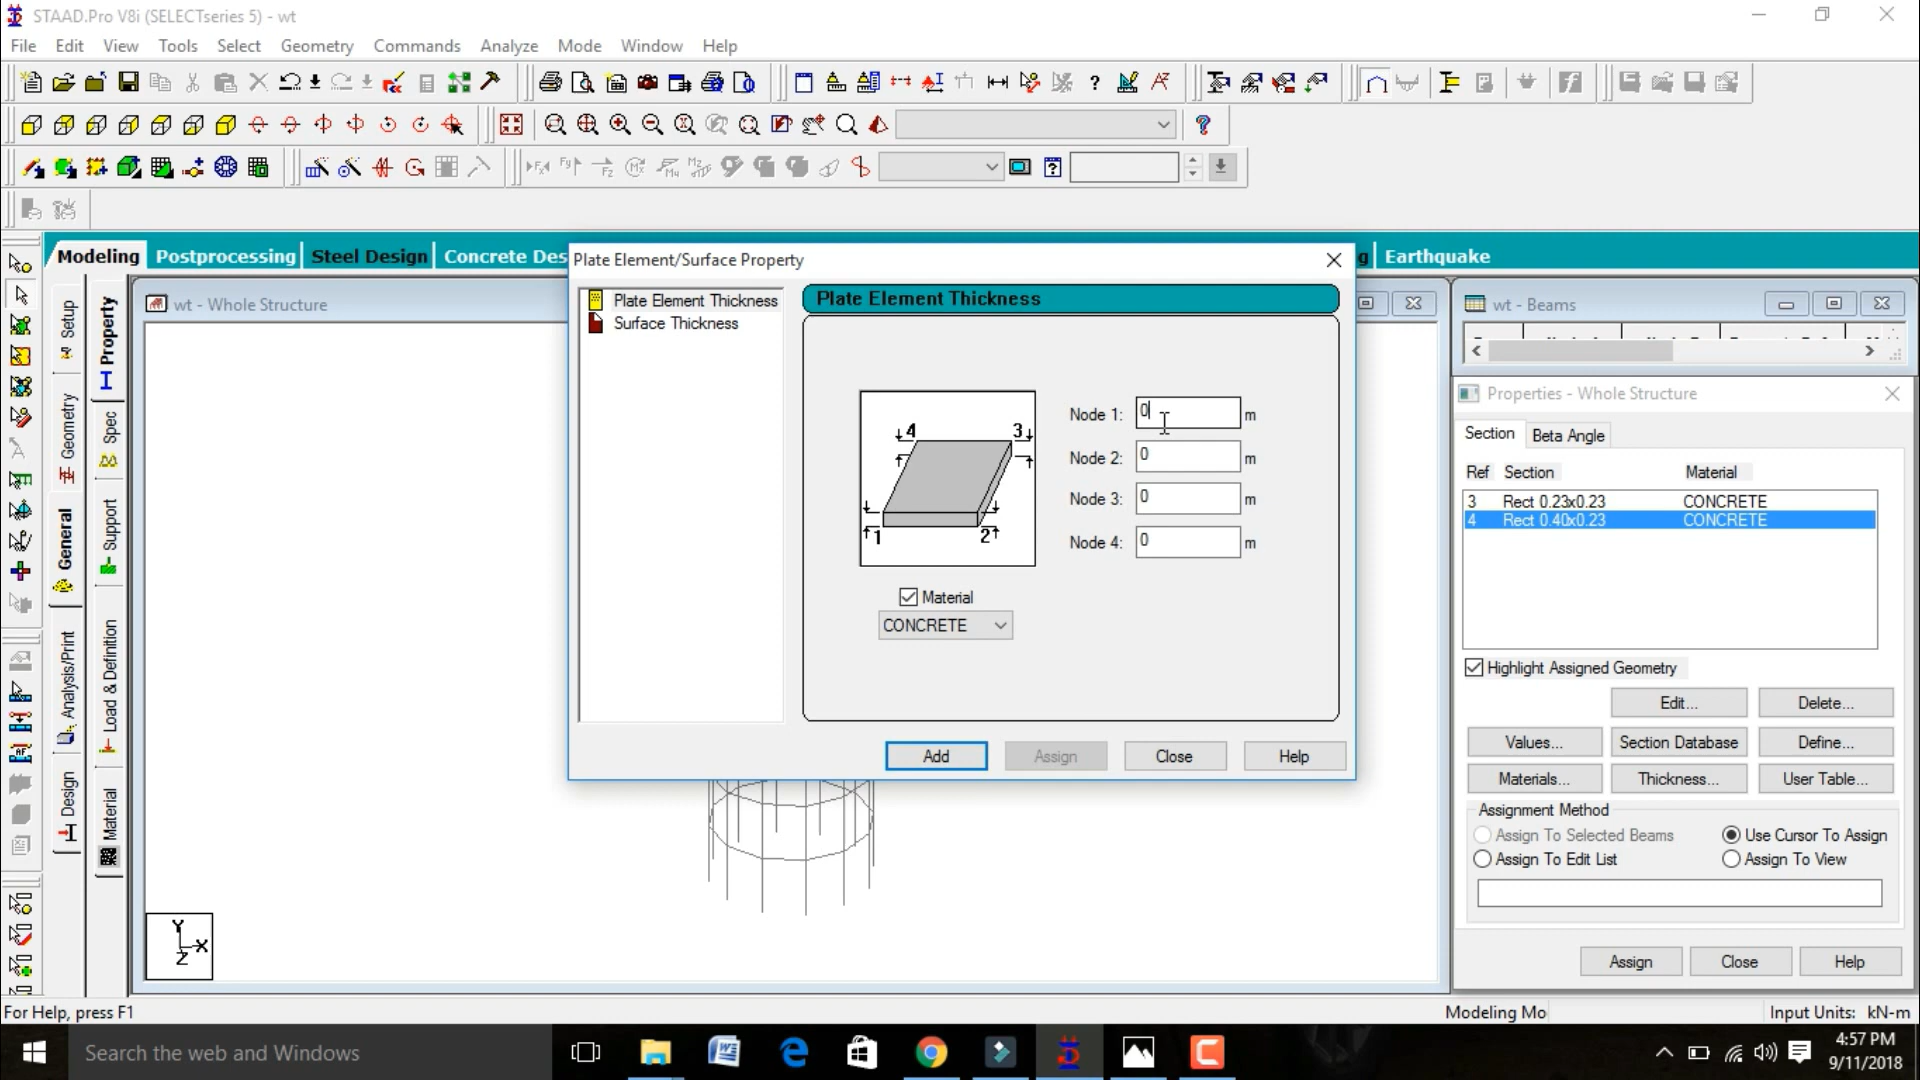 STAAD.Pro V8i (SELECTseries 5) - wt
File Edit View Tools Select Geometry Commands Analyze Mode Window Help
Modeling Postprocessing Steel Design Concrete Des g Earthquake
Setup
Geometry
General
Analysis/Print
Design
Property
Spec
Support
Load & Definition
Material
wt - Whole Structure
Plate Element/Surface Property
Plate Element Thickness
Surface Thickness
Plate Element Thickness
4 3
1 2
Node 1: 0 m
Node 2: 0 m
Node 3: 0 m
Node 4: 0 m
Material
CONCRETE
Add Assign Close Help
Y
X
Z
wt - Beams
Properties - Whole Structure
Section Beta Angle
Ref Section Material
3 Rect 0.23x0.23 CONCRETE
4 Rect 0.40x0.23 CONCRETE
Highlight Assigned Geometry
Edit... Delete...
Values... Section Database Define...
Materials... Thickness... User Table...
Assignment Method
Assign To Selected Beams Use Cursor To Assign
Assign To Edit List Assign To View
Assign Close Help
For Help, press F1 Modeling Mo Input Units: kN-m
Search the web and Windows
4:57 PM
9/11/2018